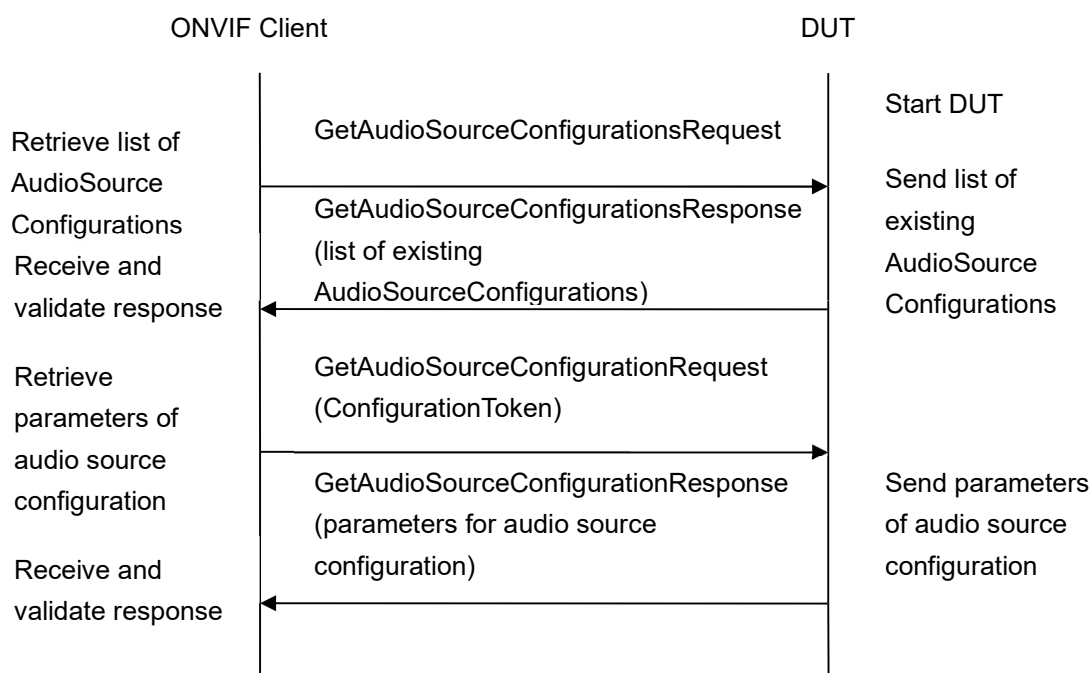 ONVIF Client
DUT
Start DUT
Retrieve list of
AudioSource
Configurations
GetAudioSourceConfigurationsRequest
Send list of
existing
AudioSource
Configurations
GetAudioSourceConfigurationsResponse
(list of existing
AudioSourceConfigurations)
Receive and
validate response
Retrieve
parameters of
audio source
configuration
GetAudioSourceConfigurationRequest
(ConfigurationToken)
GetAudioSourceConfigurationResponse
(parameters for audio source
configuration)
Send parameters
of audio source
configuration
Receive and
validate response